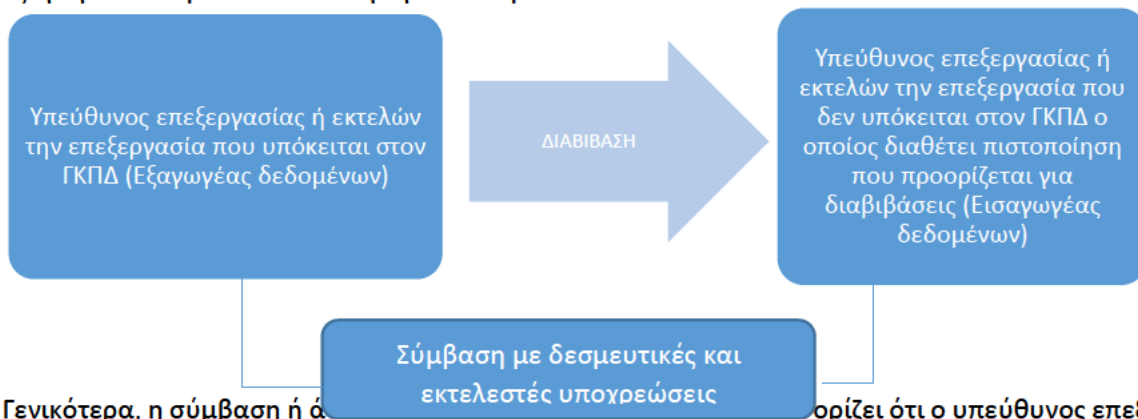 Υπεύθυνος επεξεργασίας ή εκτελών
την επεξεργασία που υπόκειται στον
ΓΚΠΔ (Εξαγωγέας δεδομένων)
ΔΙΑΒΙΒΑΣΗ
Υπεύθυνος επεξεργασίας ή
εκτελών την επεξεργασία που
δεν υπόκειται στον ΓΚΠΔ ο
οποίος διαθέτει πιστοποίηση
που προορίζεται για
διαβιβάσεις (Εισαγωγέας
δεδομένων)
Σύμβαση με δεσμευτικές και
εκτελεστές υποχρεώσεις
Γενικότερα, η σύμβαση ή ορίζει ότι ο υπεύθυνος